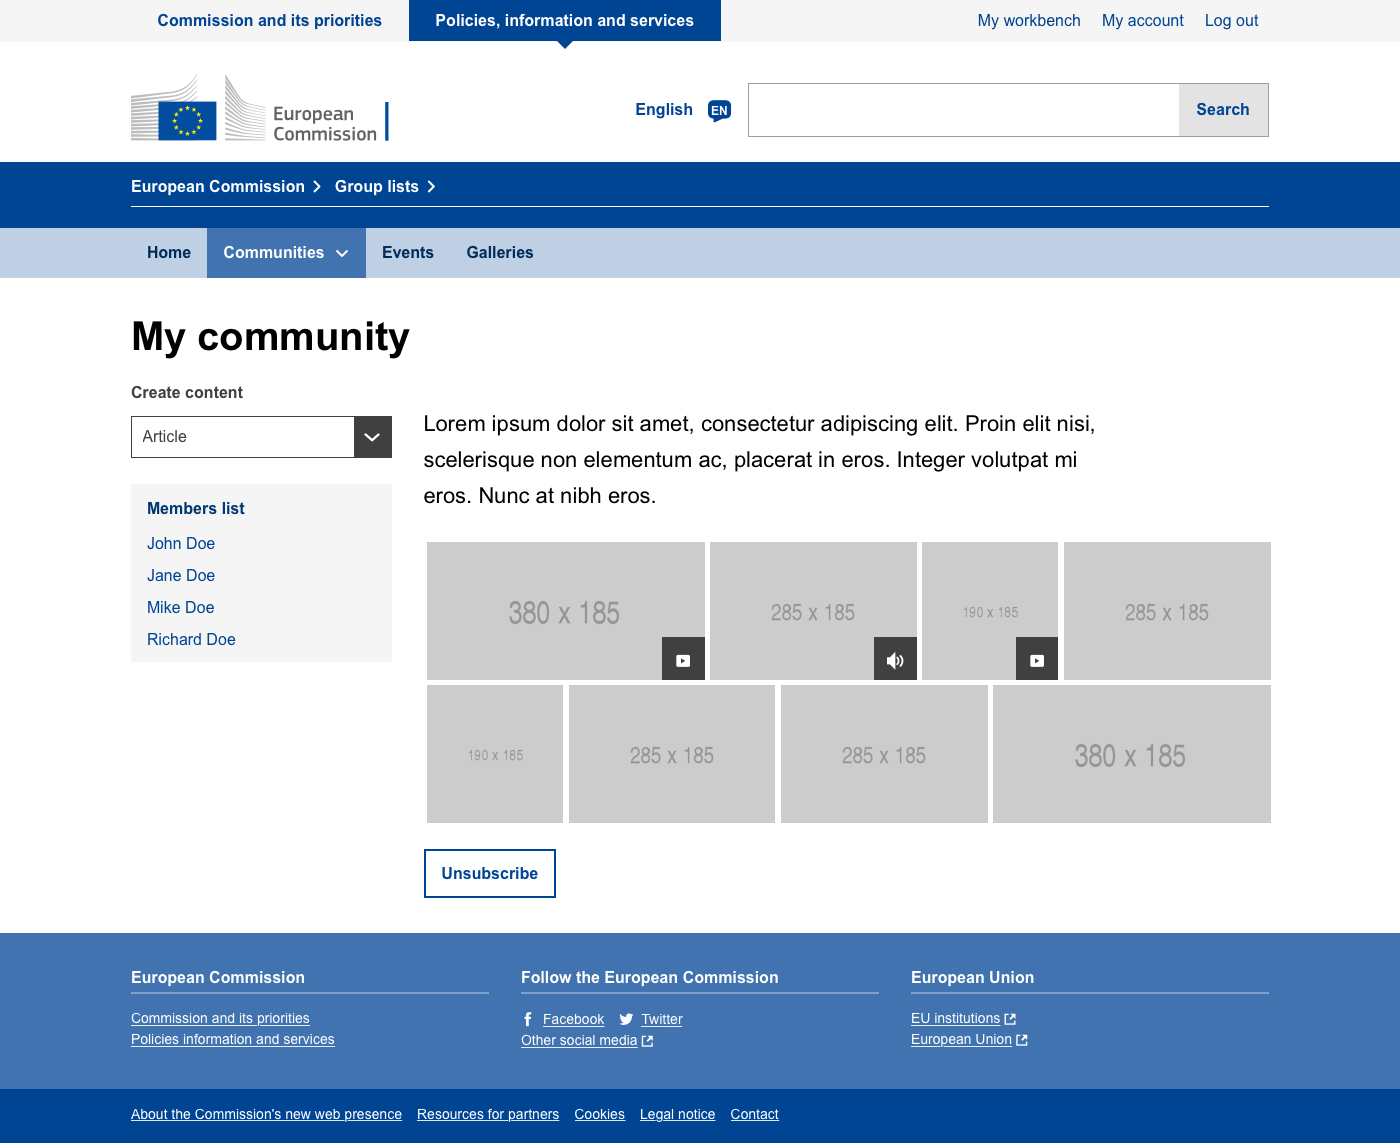 Commission and its priorities
Policies, information and services
My workbench
My account
Log out
European
Commission
English
EN
Search
European Commission
Group lists
Home
Communities
Events
Galleries
My community
Create content
Article
Members list
John Doe
Jane Doe
Mike Doe
Richard Doe
Lorem ipsum dolor sit amet, consectetur adipiscing elit. Proin elit nisi,
scelerisque non elementum ac, placerat in eros. Integer volutpat mi
eros. Nunc at nibh eros.
380 x 185
285 x 185
190 x 185
285 x 185
190 x 185
285 x 185
285 x 185
380 x 185
Unsubscribe
European Commission
Commission and its priorities
Policies information and services
Follow the European Commission
Facebook
Twitter
Other social media
European Union
EU institutions
European Union
About the Commission's new web presence
Resources for partners
Cookies
Legal notice
Contact